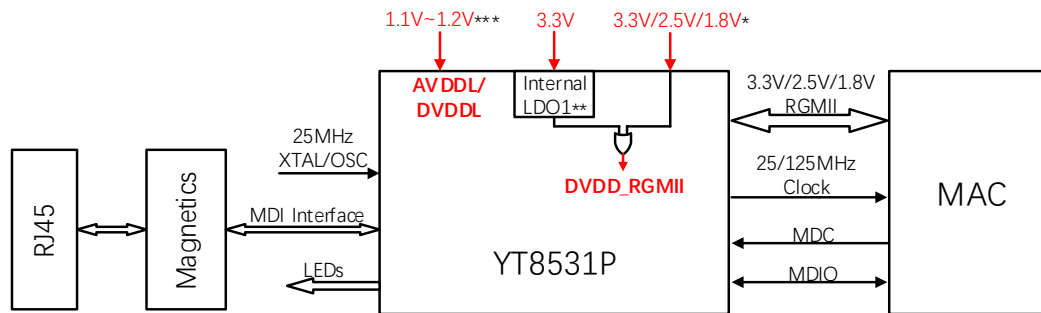 1.1V~1.2V***
3.3V
3.3V/2.5V/1.8V*
AVDDL/
DVDDL
Internal
LDO1**
DVDD_RGMII
3.3V/2.5V/1.8V
RGMII
25MHz
XTAL/OSC
25/125MHz
Clock
RJ45
Magnetics
MDI Interface
LEDs
YT8531P
MDC
MDIO
MAC